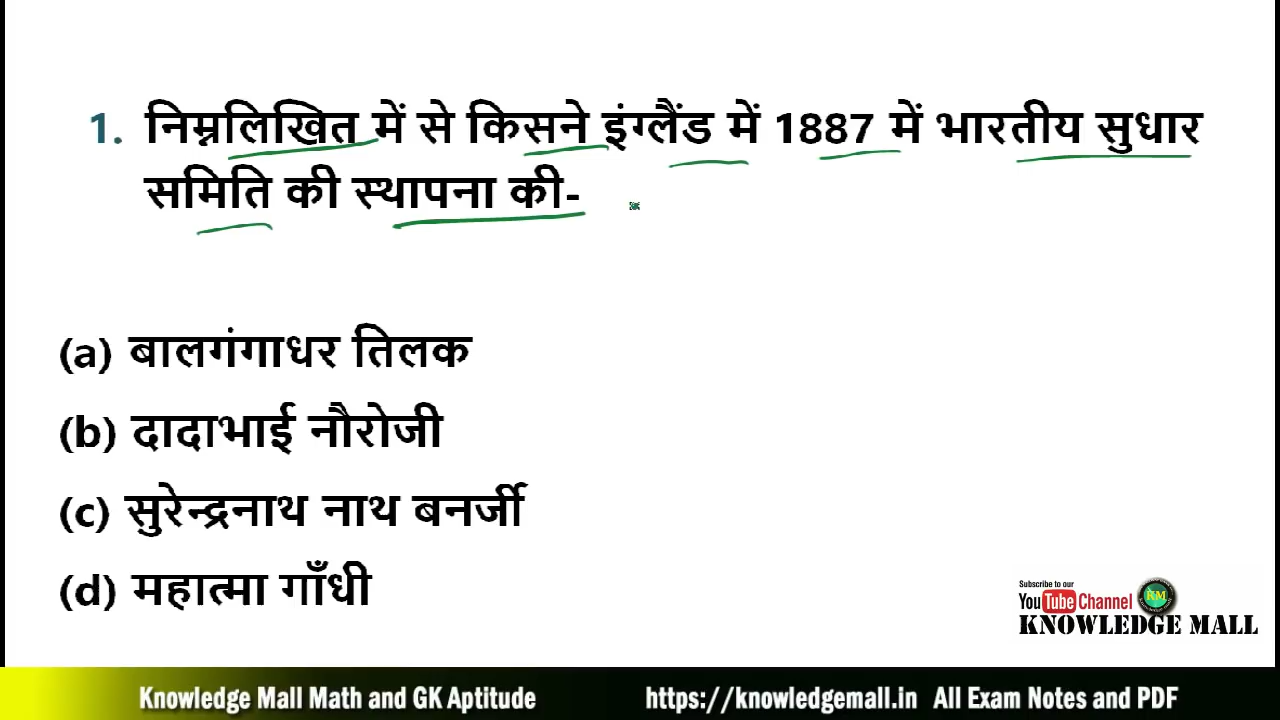 1. निम्नलिखित में से किसने इंग्लैंड में 1887 में भारतीय सुधार
समिति की स्थापना की-
(a) बालगंगाधर तिलक
(b) दादाभाई नौरोजी
(c) सुरेन्द्रनाथ नाथ बनर्जी
(d) महात्मा गाँधी
Subscribe to our
YouTube Channel KM
KNOWLEDGE MALL
Knowledge Mall Math and GK Aptitude https://knowledgemall.in All Exam Notes and PDF